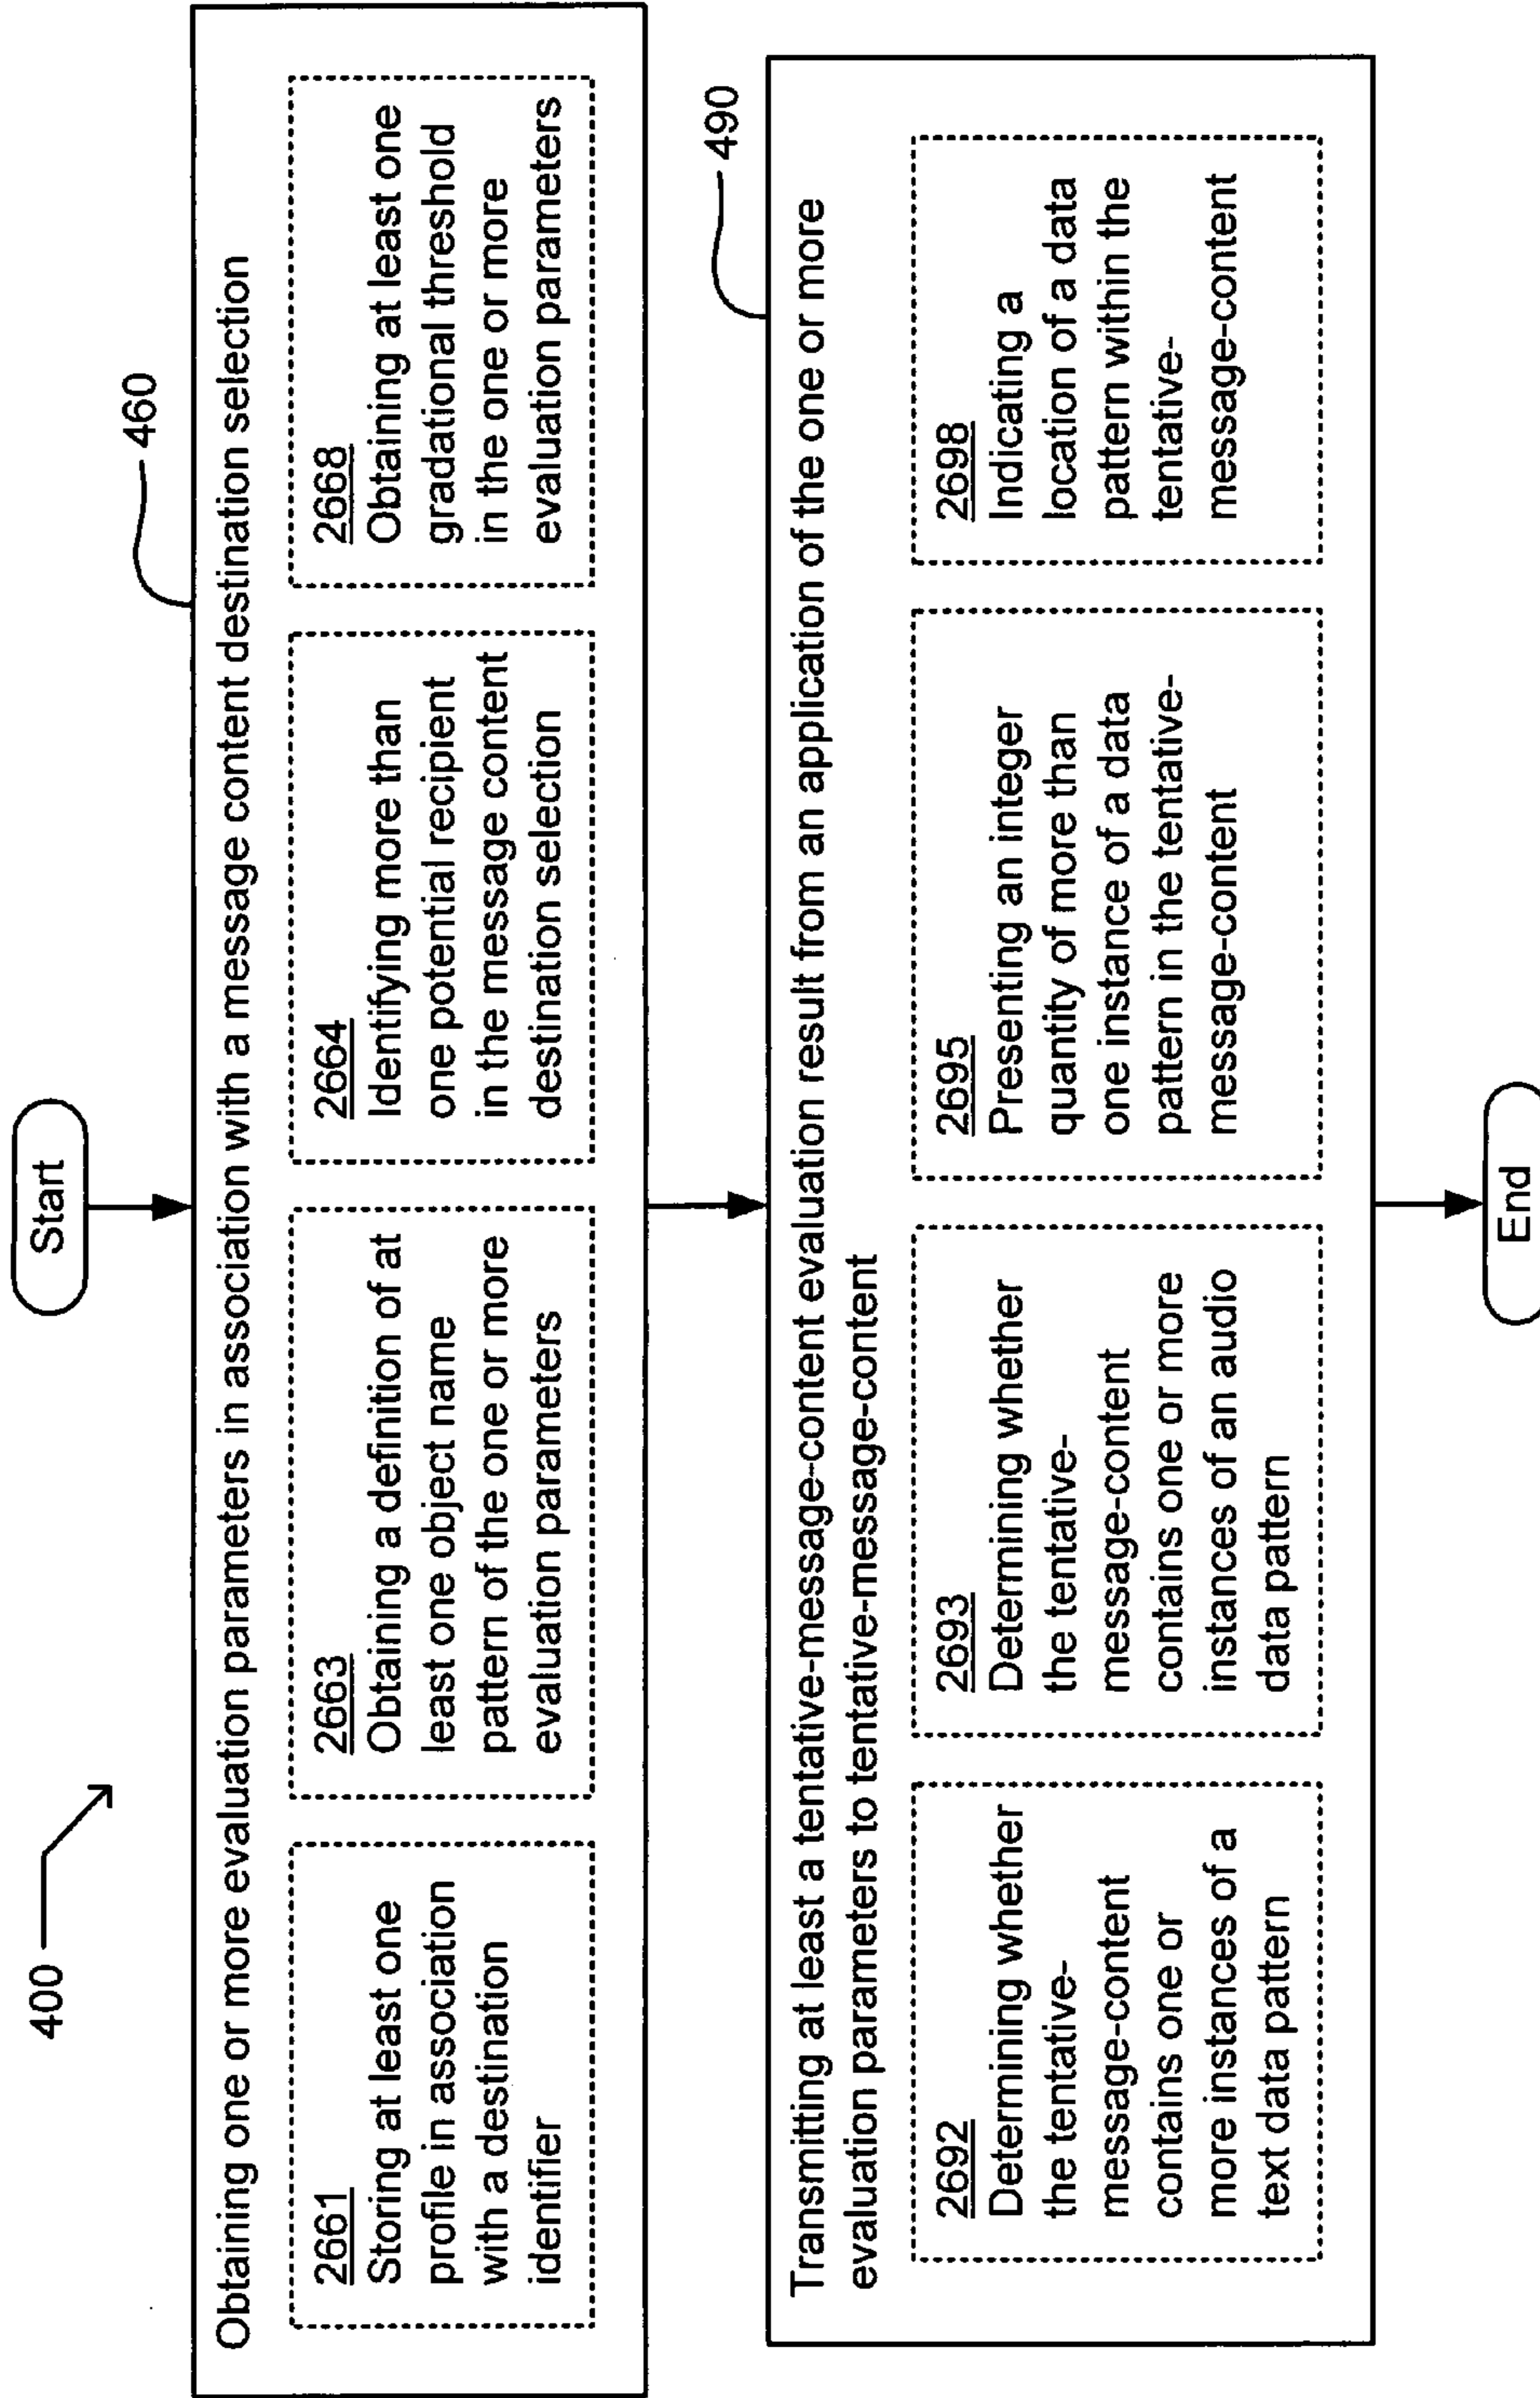 400
Start
460
Obtaining one or more evaluation parameters in association with a message content destination selection
2661
Storing at least one
profile in association
with a destination
identifier
2663
Obtaining a definition of at
least one object name
pattern of the one or more
evaluation parameters
2664
Identifying more than
one potential recipient
in the message content
destination selection
2668
Obtaining at least one
gradational threshold
in the one or more
evaluation parameters
490
Transmitting at least a tentative-message-content evaluation result from an application of the one or more
evaluation parameters to tentative-message-content
2692
Determining whether
the tentative-
message-content
contains one or
more instances of a
text data pattern
2693
Determining whether
the tentative-
message-content
contains one or more
instances of an audio
data pattern
2695
Presenting an integer
quantity of more than
one instance of a data
pattern in the tentative-
message-content
2698
Indicating a
location of a data
pattern within the
tentative-
message-content
End